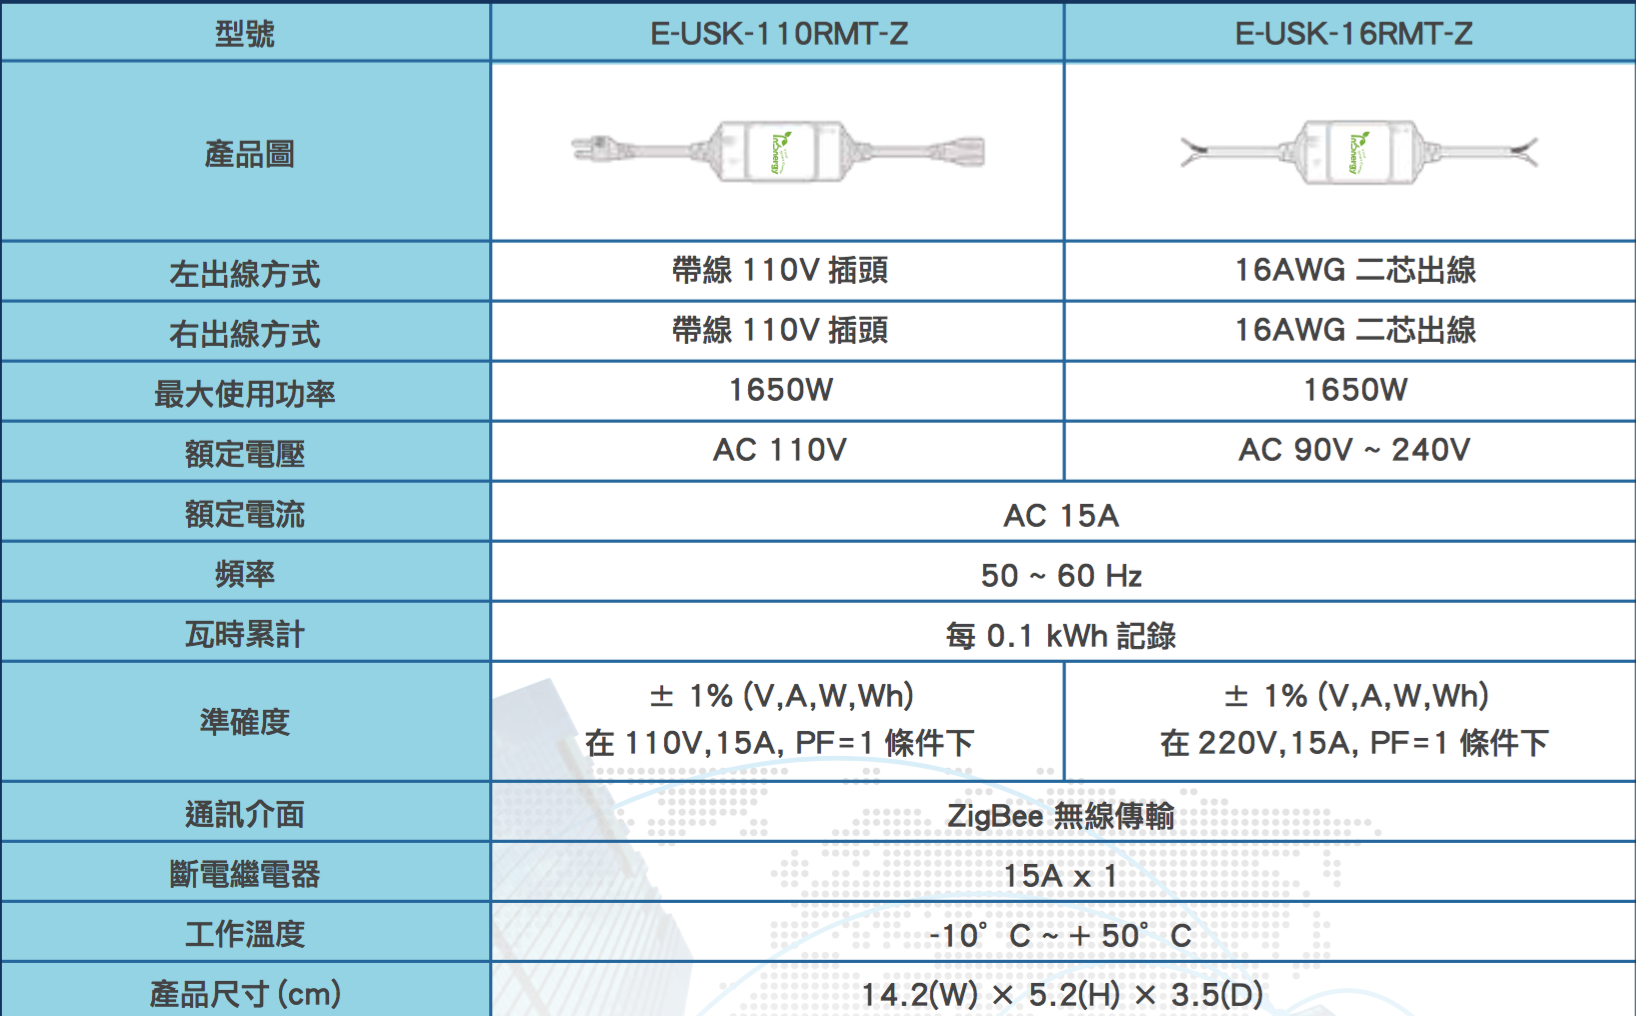 型號 E-USK-110RMT-Z E-USK-16RMT-Z
產品圖
InSnergy InSnergy
左出線方式 帶線 110V 插頭 16AWG 二芯出線
右出線方式 帶線 110V 插頭 16AWG 二芯出線
最大使用功率 1650W 1650W
額定電壓 AC 110V AC 90V ~ 240V
額定電流 AC 15A
頻率 50 ~ 60 Hz
瓦時累計 每 0.1 kWh 記錄
準確度
± 1% (V,A,W,Wh) ± 1% (V,A,W,Wh)
在 110V,15A, PF=1 條件下 在 220V,15A, PF=1 條件下
通訊介面 ZigBee 無線傳輸
斷電繼電器 15A x 1
工作溫度 -10° C ~ + 50° C
產品尺寸 (cm) 14.2(W) × 5.2(H) × 3.5(D)